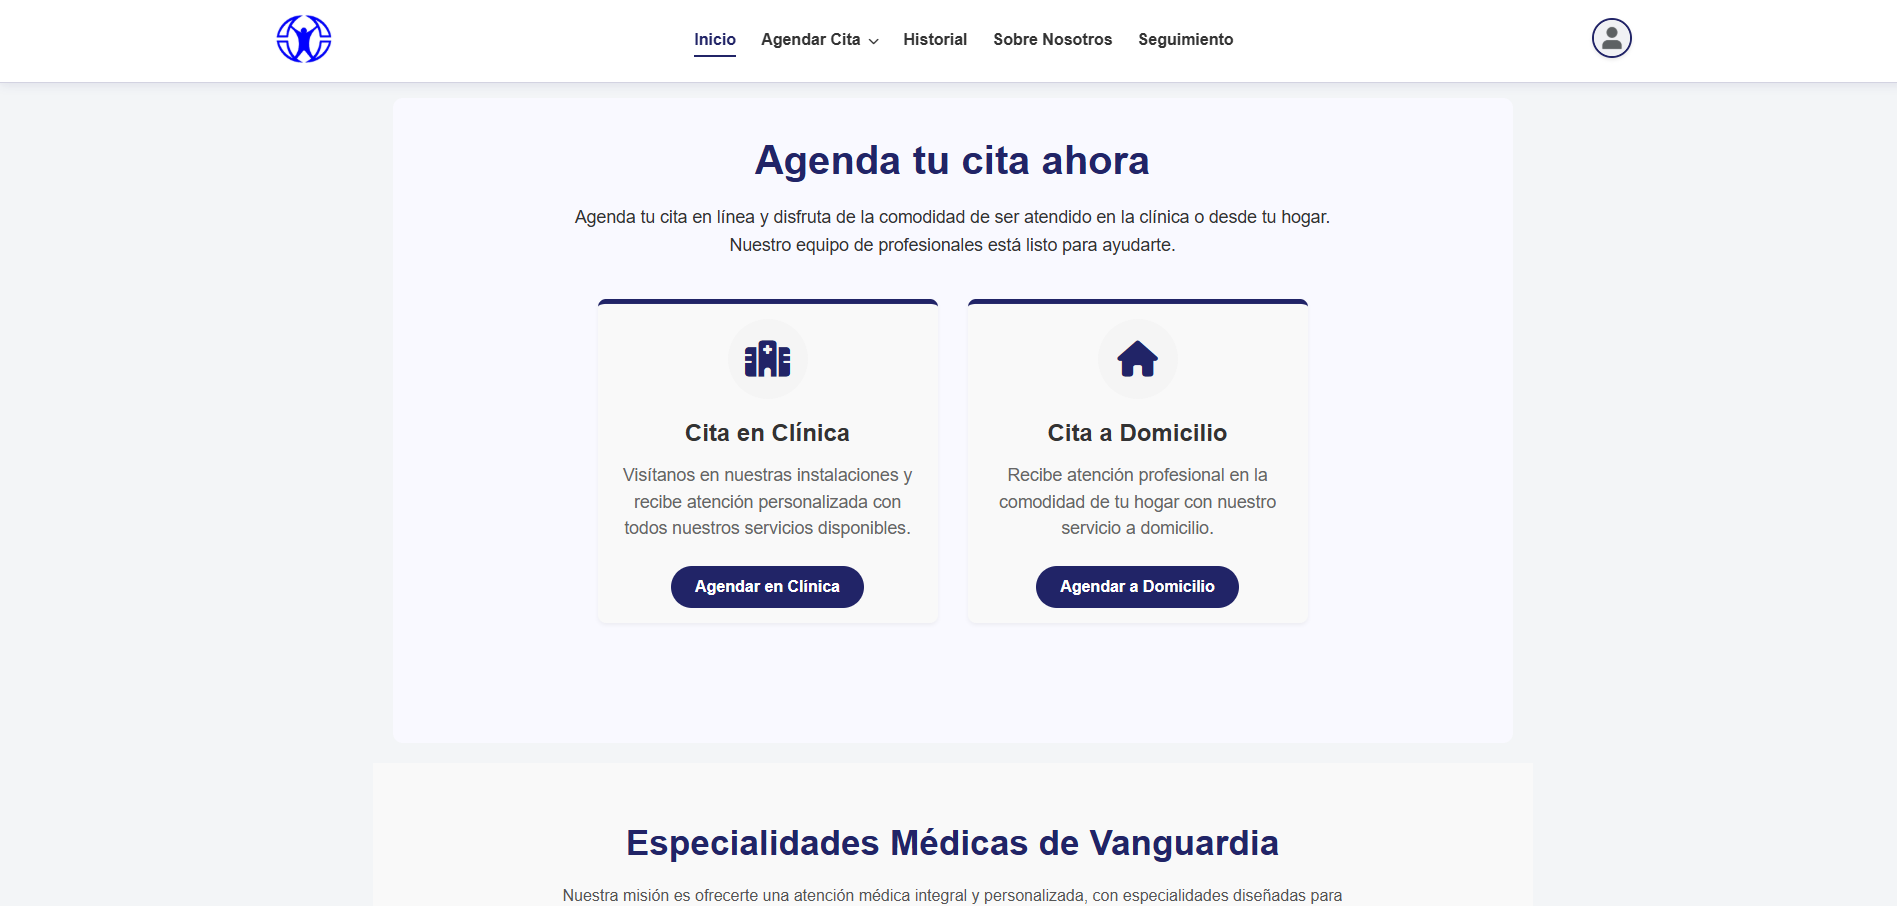 Inicio
Agendar Cita
Historial
Sobre Nosotros
Seguimiento
Agenda tu cita ahora
Agenda tu cita en línea y disfruta de la comodidad de ser atendido en la clínica o desde tu hogar.
Nuestro equipo de profesionales está listo para ayudarte.
Cita en Clínica
Visítanos en nuestras instalaciones y
recibe atención personalizada con
todos nuestros servicios disponibles.
Agendar en Clínica
Cita a Domicilio
Recibe atención profesional en la
comodidad de tu hogar con nuestro
servicio a domicilio.
Agendar a Domicilio
Especialidades Médicas de Vanguardia
Nuestra misión es ofrecerte una atención médica integral y personalizada, con especialidades diseñadas para